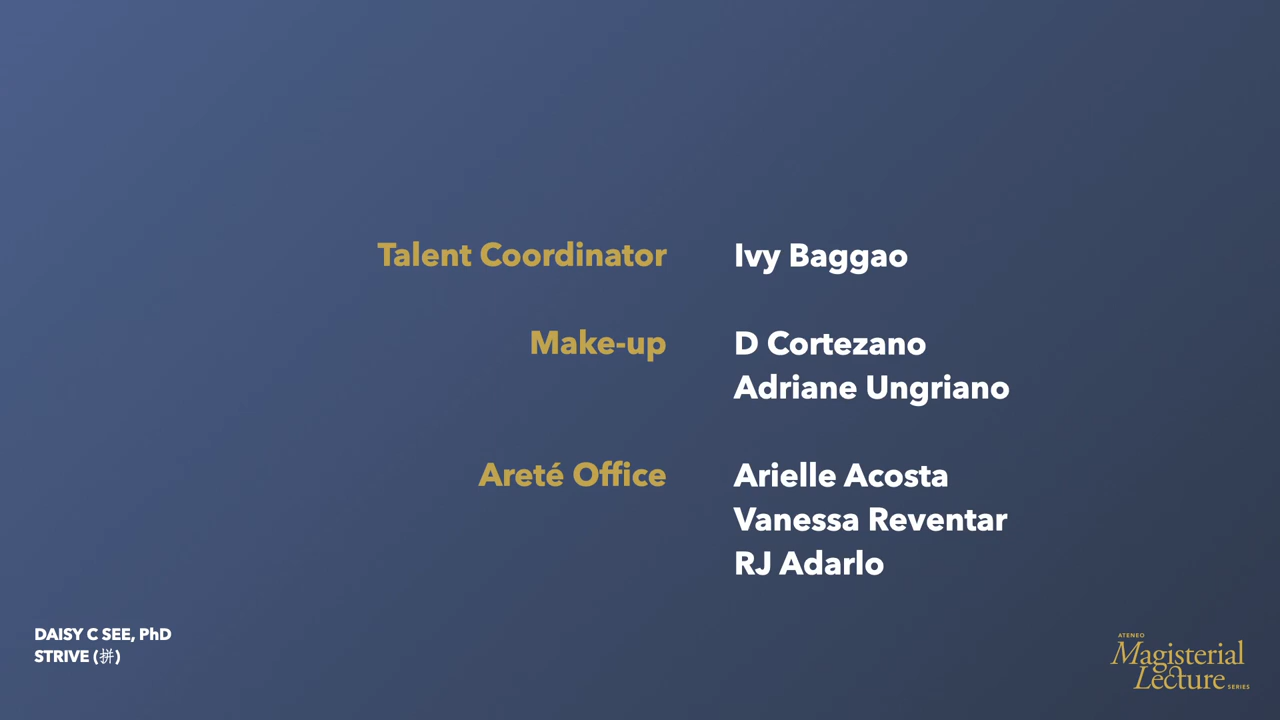 Talent Coordinator Ivy Baggao
Make-up D Cortezano
Adriane Ungriano
Areté Office Arielle Acosta
Vanessa Reventar
RJ Adarlo
DAISY C SEE, PhD
STRIVE (拼)
ATENEO
Magisterial
Lecture SERIES